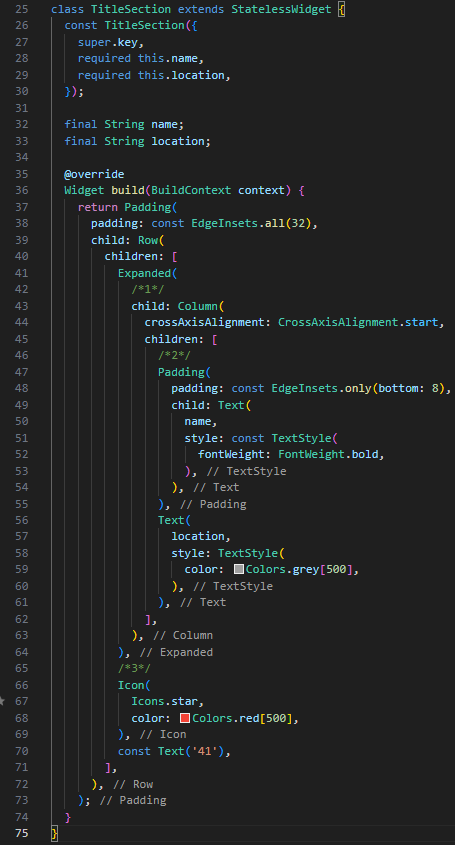 25 class TitleSection extends StatelessWidget {
26   const TitleSection({
27     super.key,
28     required this.name,
29     required this.location,
30   });
31
32   final String name;
33   final String location;
34
35   @override
36   Widget build(BuildContext context) {
37     return Padding(
38       padding: const EdgeInsets.all(32),
39       child: Row(
40         children: [
41           Expanded(
42             /*1*/
43             child: Column(
44               crossAxisAlignment: CrossAxisAlignment.start,
45               children: [
46                 /*2*/
47                 Padding(
48                   padding: const EdgeInsets.only(bottom: 8),
49                   child: Text(
50                     name,
51                     style: const TextStyle(
52                       fontWeight: FontWeight.bold,
53                     ), // TextStyle
54                   ), // Text
55                 ), // Padding
56                 Text(
57                   location,
58                   style: TextStyle(
59                     color: Colors.grey[500],
60                   ), // TextStyle
61                 ), // Text
62               ],
63             ), // Column
64           ), // Expanded
65           /*3*/
66           Icon(
67             Icons.star,
68             color: Colors.red[500],
69           ), // Icon
70           const Text('41'),
71         ],
72       ), // Row
73     ); // Padding
74   }
75 }